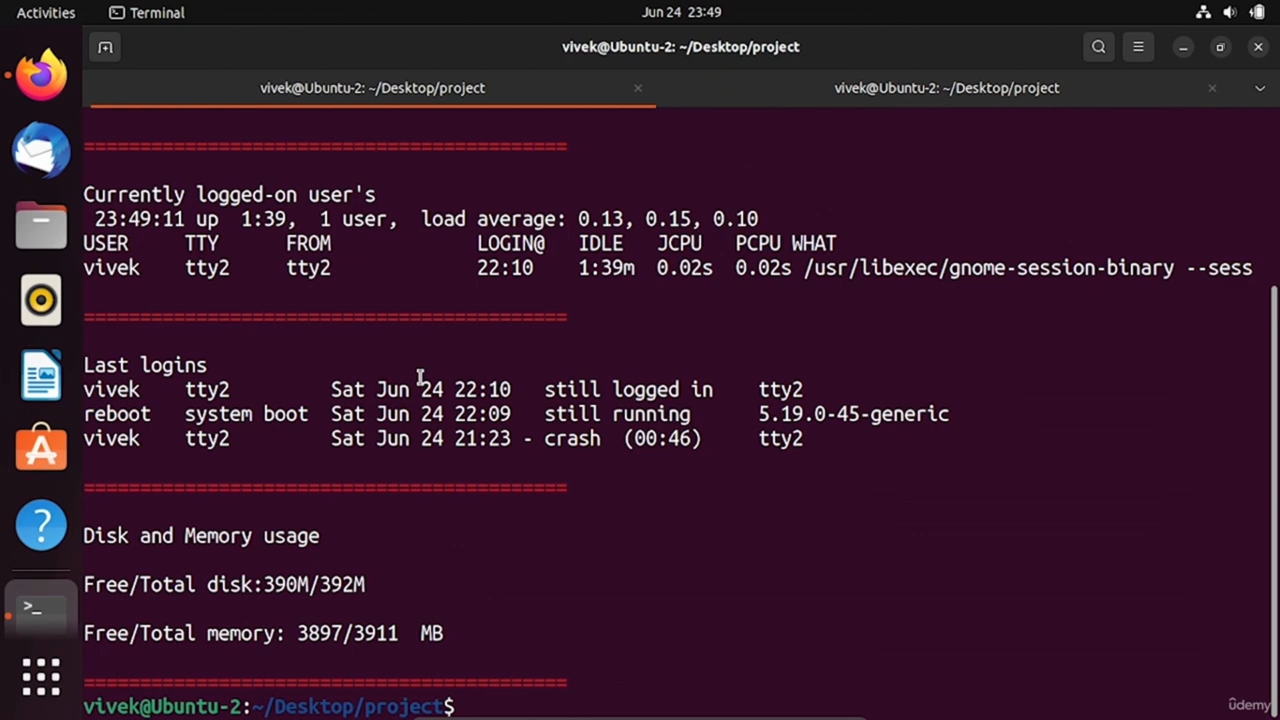 Activities Terminal Jun 24 23:49
vivek@Ubuntu-2: ~/Desktop/project
vivek@Ubuntu-2: ~/Desktop/project vivek@Ubuntu-2: ~/Desktop/project
===========================================
Currently logged-on user's
23:49:11 up 1:39, 1 user, load average: 0.13, 0.15, 0.10
USER TTY FROM LOGIN@ IDLE JCPU PCPU WHAT
vivek tty2 tty2 22:10 1:39m 0.02s 0.02s /usr/libexec/gnome-session-binary --sess
===========================================
Last logins
vivek tty2 Sat Jun 24 22:10 still logged in tty2
reboot system boot Sat Jun 24 22:09 still running 5.19.0-45-generic
vivek tty2 Sat Jun 24 21:23 - crash (00:46) tty2
===========================================
Disk and Memory usage
Free/Total disk:390M/392M
Free/Total memory: 3897/3911 MB
===========================================
vivek@Ubuntu-2:~/Desktop/project$
udemy